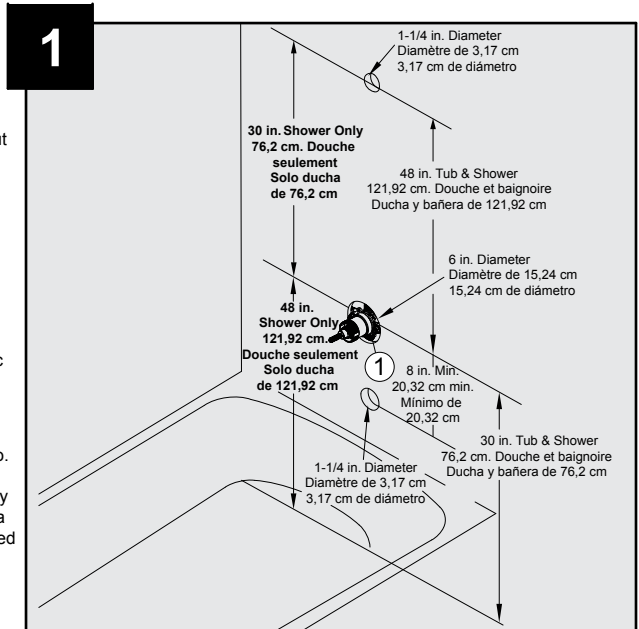 1
1-1/4 in. Diameter
Diamètre de 3,17 cm
3,17 cm de diámetro
30 in. Shower Only
76,2 cm. Douche
seulement
Solo ducha
de 76,2 cm
48 in. Tub & Shower
121,92 cm. Douche et baignoire
Ducha y bañera de 121,92 cm
6 in. Diameter
Diamètre de 15,24 cm
15,24 cm de diámetro
48 in.
Shower Only
121,92 cm.
Douche seulement
Solo ducha
de 121,92 cm
1
8 in. Min.
20,32 cm min.
Mínimo de
20,32 cm
30 in. Tub & Shower
76,2 cm. Douche et baignoire
Ducha y bañera de 76,2 cm
1-1/4 in. Diameter
Diamètre de 3,17 cm
3,17 cm de diámetro